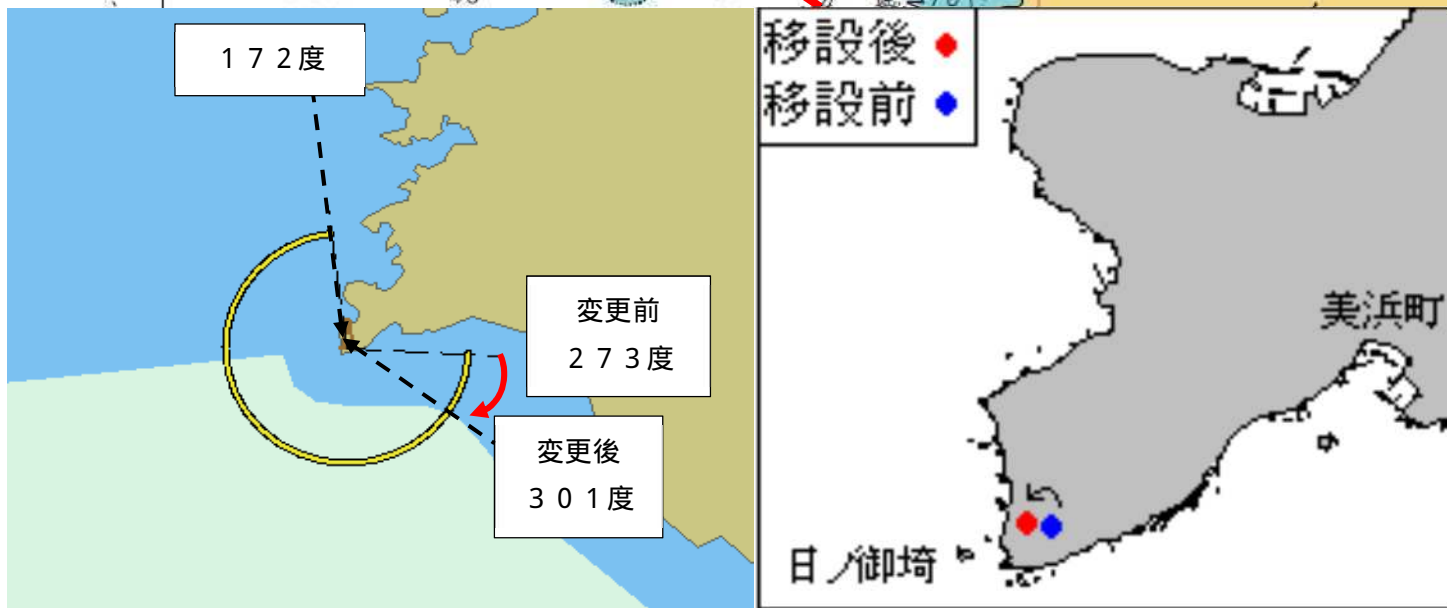 １７２度
変更前
２７３度
変更後
３０１度
移設後
移設前
美浜町
日ノ御埼